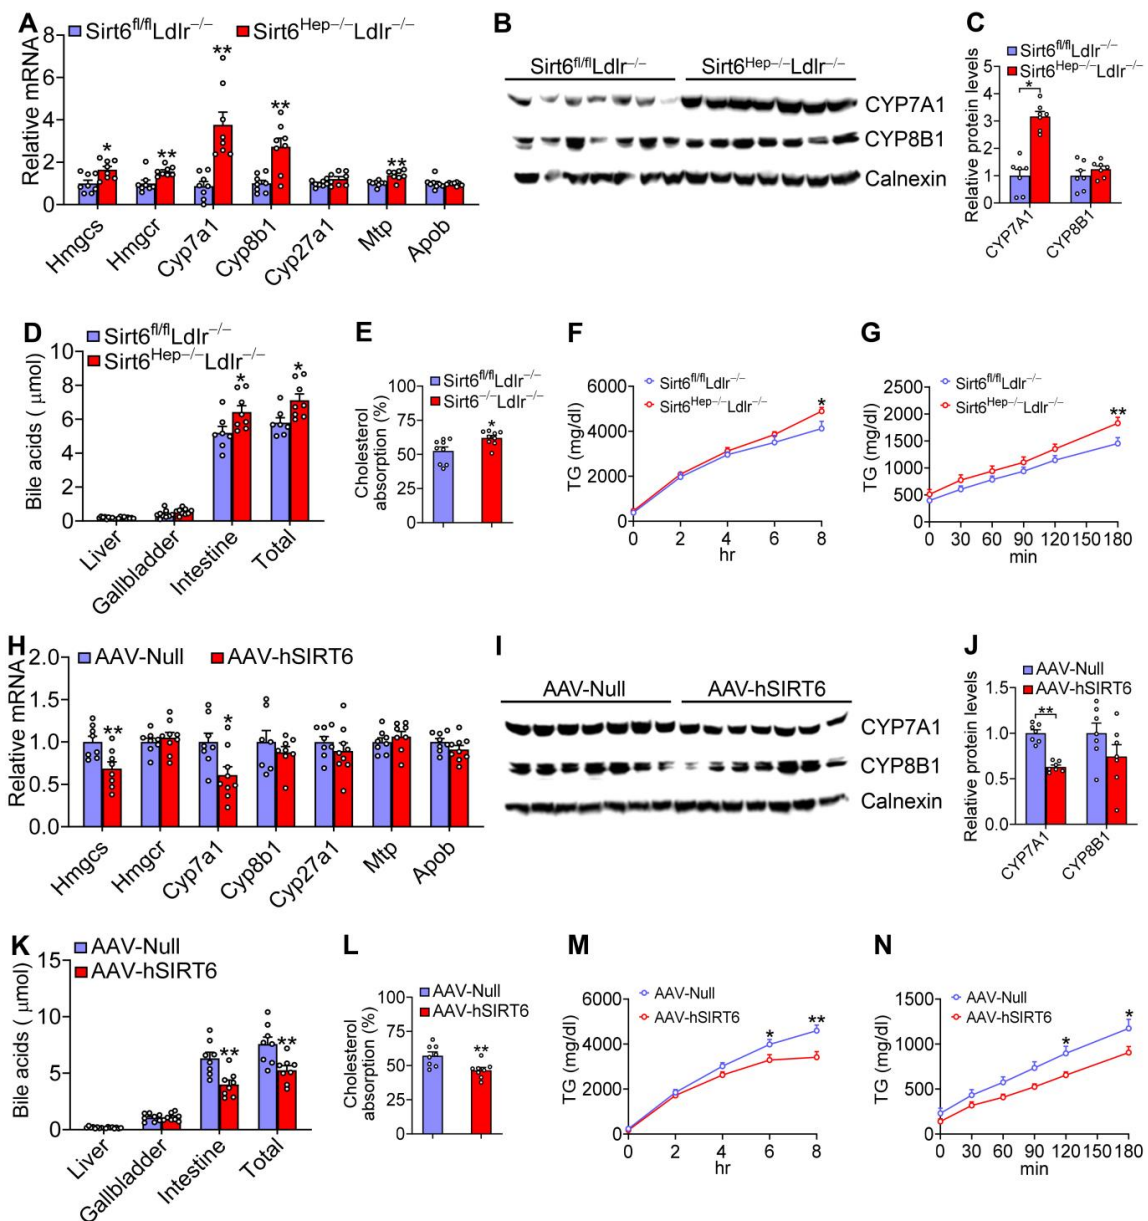 A
Sirt6fl/flLdlr−/−
Sirt6Hep−/−Ldlr−/−
Relative mRNA
8
6
4
2
0
**
**
*
**
**
Hmgcs
Hmgcr
Cyp7a1
Cyp8b1
Cyp27a1
Mtp
Apob
B
Sirt6fl/flLdlr−/−
Sirt6Hep−/−Ldlr−/−
CYP7A1
CYP8B1
Calnexin
C
Sirt6fl/flLdlr−/−
Sirt6Hep−/−Ldlr−/−
Relative protein levels
5
4
3
2
1
0
*
CYP7A1
CYP8B1
D
Sirt6fl/flLdlr−/−
Sirt6Hep−/−Ldlr−/−
Bile acids ( μmol)
10
8
6
4
2
0
*
*
Liver
Gallbladder
Intestine
Total
E
Sirt6fl/flLdlr−/−
Sirt6−/−Ldlr−/−
Cholesterol
absorption (%)
100
75
50
25
0
*
F
Sirt6fl/flLdlr−/−
Sirt6Hep−/−Ldlr−/−
TG (mg/dl)
6000
4000
2000
0
*
0 2 4 6 8
hr
G
Sirt6fl/flLdlr−/−
Sirt6Hep−/−Ldlr−/−
TG (mg/dl)
2500
2000
1500
1000
500
0
**
0 30 60 90 120 150 180
min
H
AAV-Null
AAV-hSIRT6
Relative mRNA
2.0
1.5
1.0
0.5
0.0
**
*
Hmgcs
Hmgcr
Cyp7a1
Cyp8b1
Cyp27a1
Mtp
Apob
I
AAV-Null
AAV-hSIRT6
CYP7A1
CYP8B1
Calnexin
J
AAV-Null
AAV-hSIRT6
Relative protein levels
1.5
1.0
0.5
0.0
**
CYP7A1
CYP8B1
K
AAV-Null
AAV-hSIRT6
Bile acids ( μmol)
15
10
5
0
**
**
Liver
Gallbladder
Intestine
Total
L
AAV-Null
AAV-hSIRT6
Cholesterol
absorption (%)
100
75
50
25
0
**
M
AAV-Null
AAV-hSIRT6
TG (mg/dl)
6000
4000
2000
0
*
**
0 2 4 6 8
hr
N
AAV-Null
AAV-hSIRT6
TG (mg/dl)
1500
1000
500
0
*
*
0 30 60 90 120 150 180
min